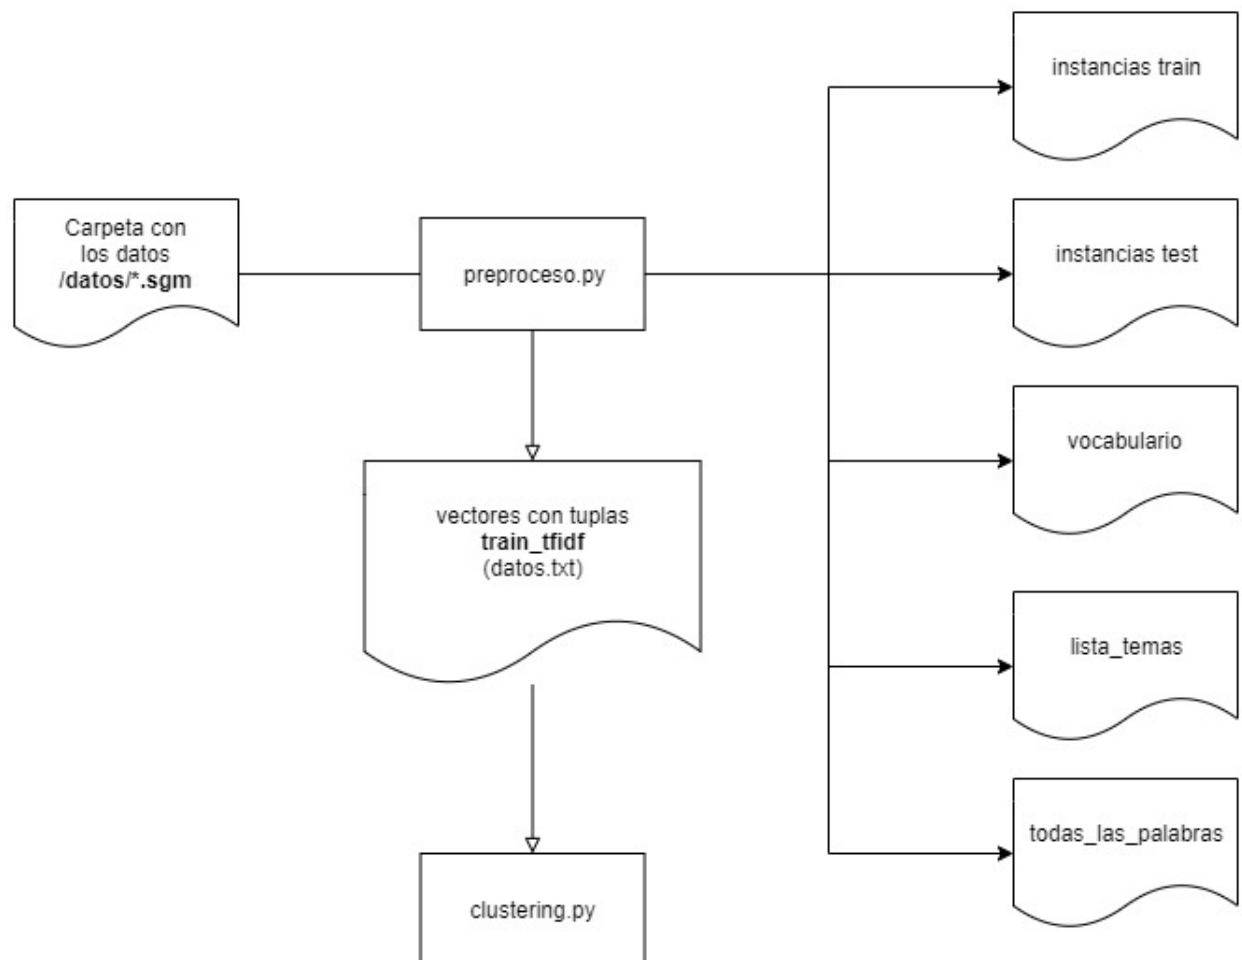 instancias train
Carpeta con
los datos
/datos/*.sgm
preproceso.py
instancias test
vocabulario
vectores con tuplas
train_tfidf
(datos.txt)
lista_temas
todas_las_palabras
clustering.py